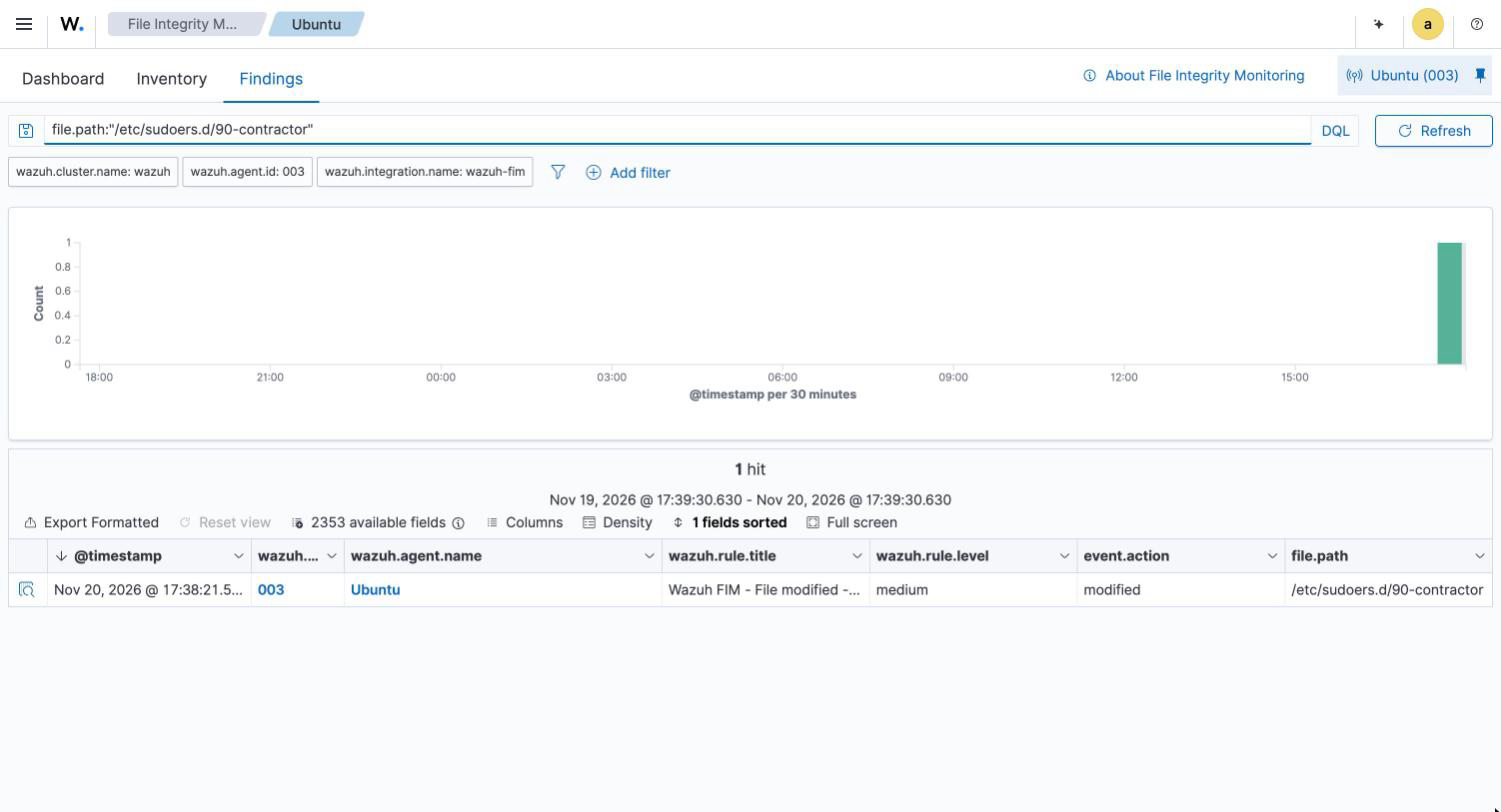 W. File Integrity M... Ubuntu a
Dashboard Inventory Findings About File Integrity Monitoring Ubuntu (003)
file.path:"/etc/sudoers.d/90-contractor" DQL Refresh
wazuh.cluster.name: wazuh wazuh.agent.id: 003 wazuh.integration.name: wazuh-fim Add filter
Count
1
0.8
0.6
0.4
0.2
0
18:00 21:00 00:00 03:00 06:00 09:00 12:00 15:00
@timestamp per 30 minutes
1 hit
Nov 19, 2026 @ 17:39:30.630 - Nov 20, 2026 @ 17:39:30.630
Export Formatted Reset view 2353 available fields Columns Density 1 fields sorted Full screen
@timestamp wazuh.... wazuh.agent.name wazuh.rule.title wazuh.rule.level event.action file.path
Nov 20, 2026 @ 17:38:21.5... 003 Ubuntu Wazuh FIM - File modified -... medium modified /etc/sudoers.d/90-contractor